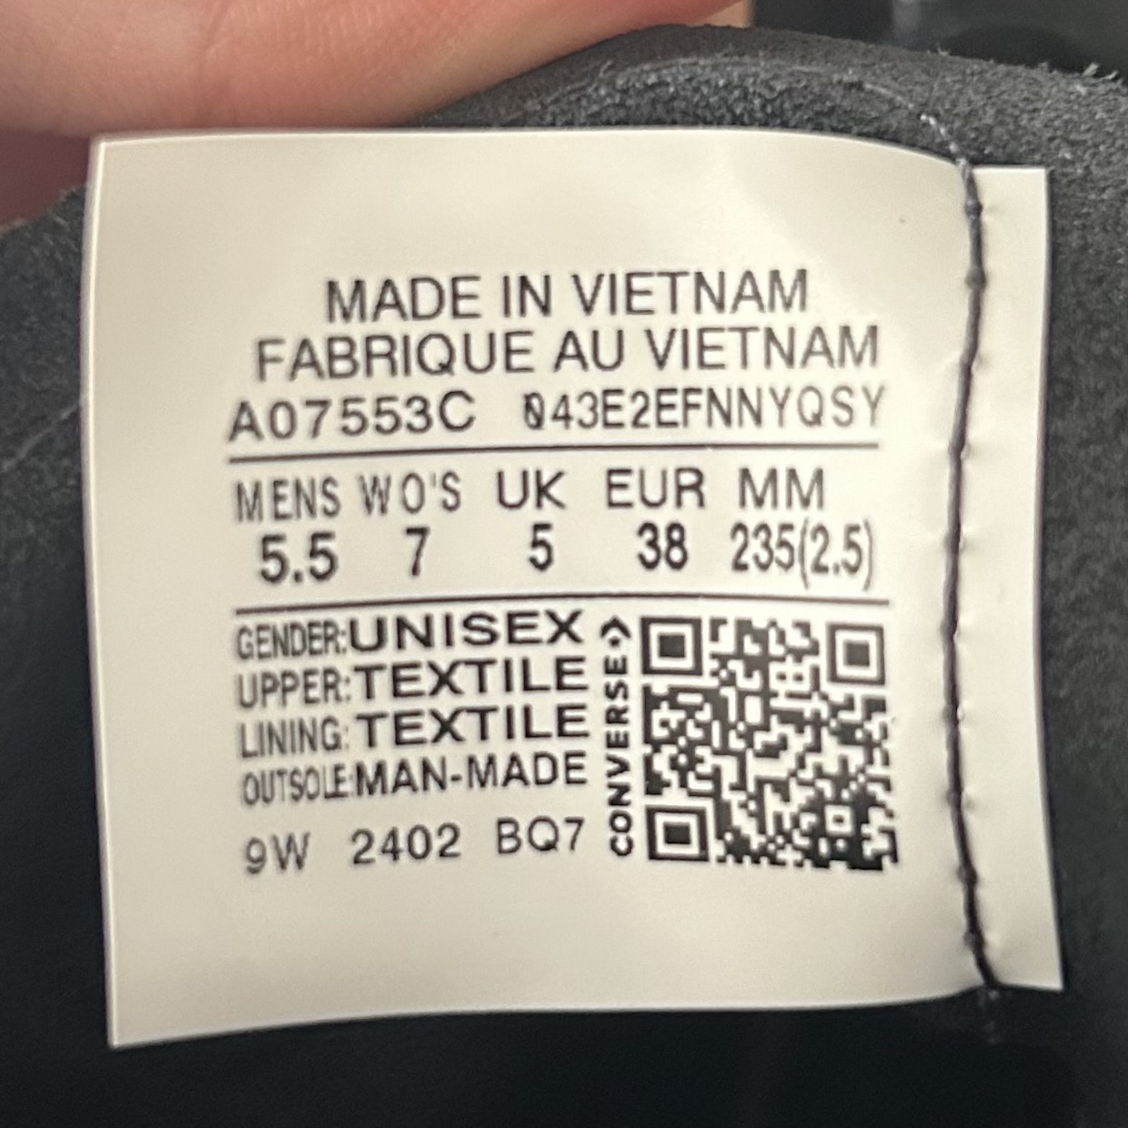 MADE IN VIETNAM
FABRIQUE AU VIETNAM
A07553C 043E2EFNNYQSY
MENS WO'S UK EUR MM
5.5 7 5 38 235(2.5)
GENDER:UNISEX
UPPER:TEXTILE
LINING:TEXTILE
OUTSOLE:MAN-MADE
9W 2402 BQ7
CONVERSE